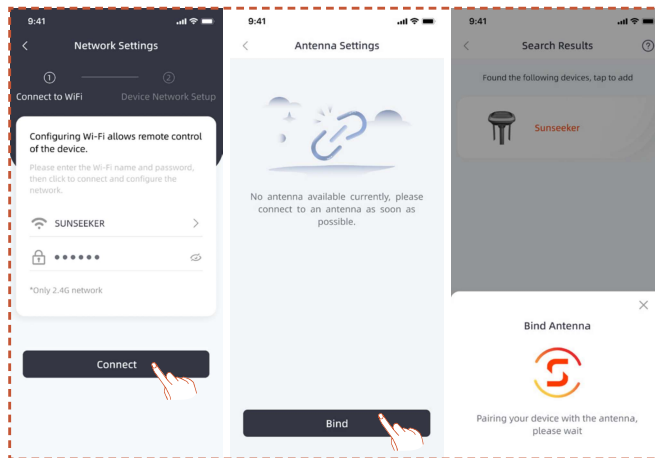 9:41
Network Settings
1
2
Connect to WiFi
Device Network Setup
Configuring Wi-Fi allows remote control
of the device.
Please enter the Wi-Fi name and password,
then click to connect and configure the
network.
SUNSEEKER
*Only 2.4G network
Connect
9:41
Antenna Settings
No antenna available currently, please
connect to an antenna as soon as
possible.
Bind
9:41
Search Results
?
Found the following devices, tap to add
Sunseeker
Bind Antenna
Pairing your device with the antenna,
please wait